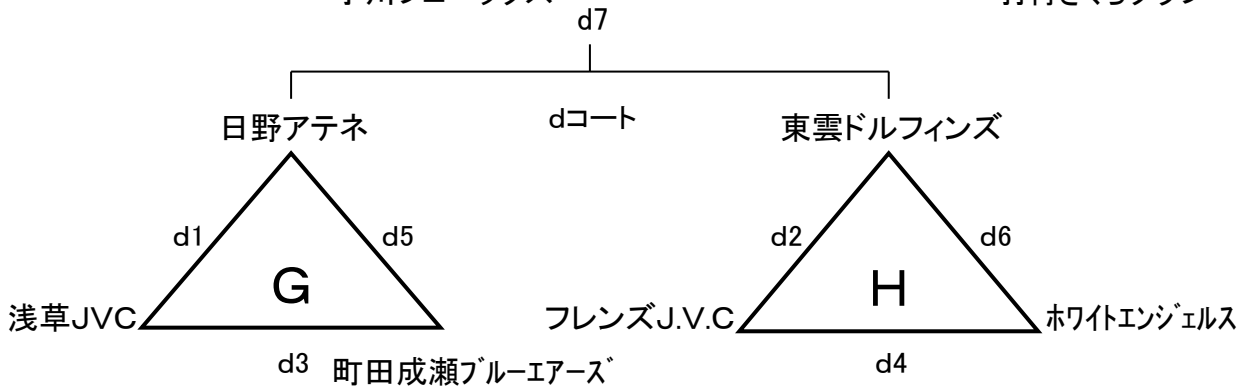 d7
dコート
日野アテネ
東雲ドルフィンズ
d1
d5
d2
d6
G
H
浅草JVC
フレンズJ.V.C
ホワイトエンジェルス
d3
町田成瀬ブルーエアーズ
d4